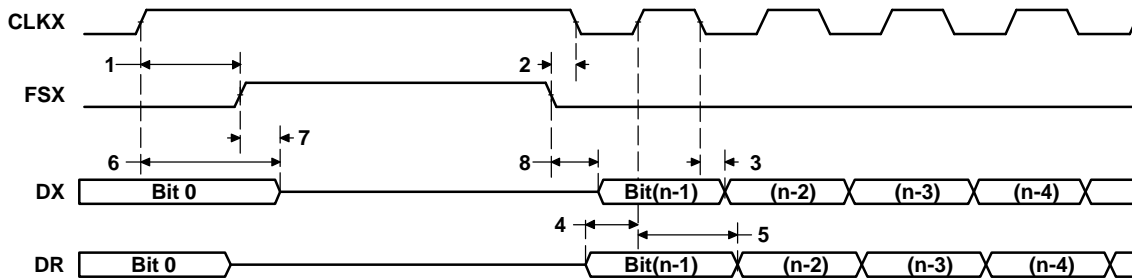 CLKX
1 2
FSX
7
6 8 3
DX Bit 0 Bit(n-1) (n-2) (n-3) (n-4)
4 5
DR Bit 0 Bit(n-1) (n-2) (n-3) (n-4)